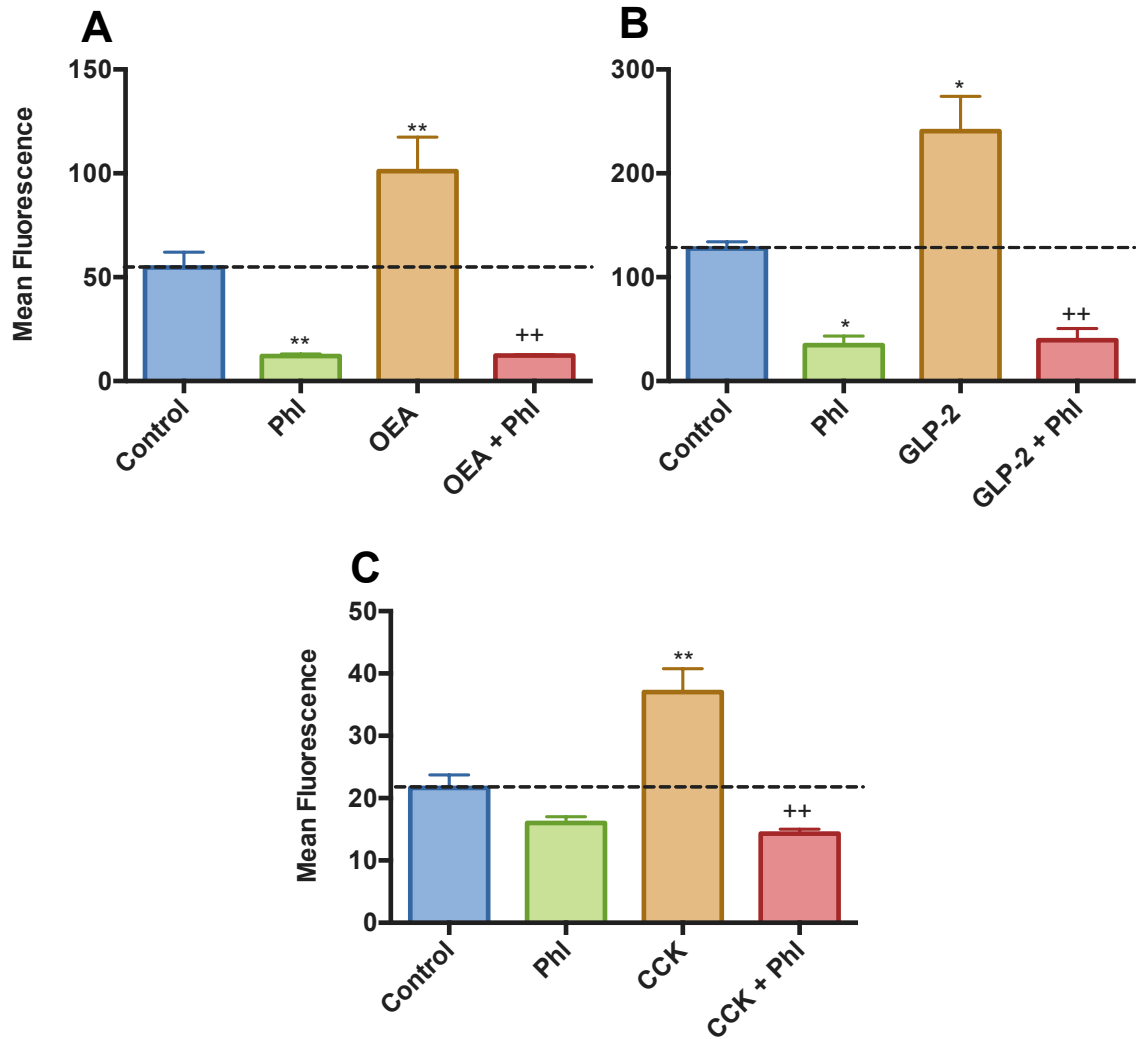 A
Mean Fluorescence
150
100
50
0
**
**
++
Control
Phl
OEA
OEA + Phl
B
300
200
100
0
*
*
++
Control
Phl
GLP-2
GLP-2 + Phl
C
Mean Fluorescence
50
40
30
20
10
0
**
++
Control
Phl
CCK
CCK + Phl